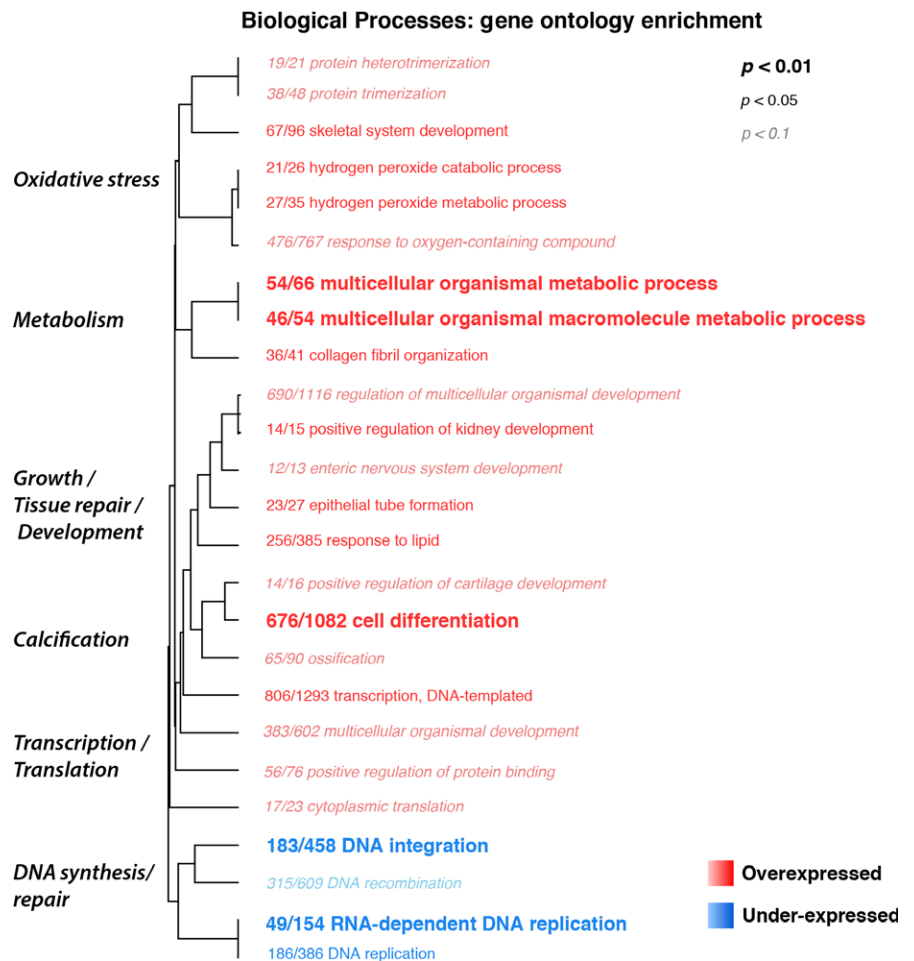 Biological Processes: gene ontology enrichment
19/21 protein heterotrimerization
p < 0.01
38/48 protein trimerization
p < 0.05
67/96 skeletal system development
p < 0.1
21/26 hydrogen peroxide catabolic process
Oxidative stress
27/35 hydrogen peroxide metabolic process
476/767 response to oxygen-containing compound
54/66 multicellular organismal metabolic process
Metabolism
46/54 multicellular organismal macromolecule metabolic process
36/41 collagen fibril organization
690/1116 regulation of multicellular organismal development
14/15 positive regulation of kidney development
12/13 enteric nervous system development
Growth /
Tissue repair /
Development
23/27 epithelial tube formation
256/385 response to lipid
14/16 positive regulation of cartilage development
676/1082 cell differentiation
Calcification
65/90 ossification
806/1293 transcription, DNA-templated
383/602 multicellular organismal development
Transcription /
Translation
56/76 positive regulation of protein binding
17/23 cytoplasmic translation
183/458 DNA integration
DNA synthesis/
repair
315/609 DNA recombination
Overexpressed
49/154 RNA-dependent DNA replication
Under-expressed
186/386 DNA replication